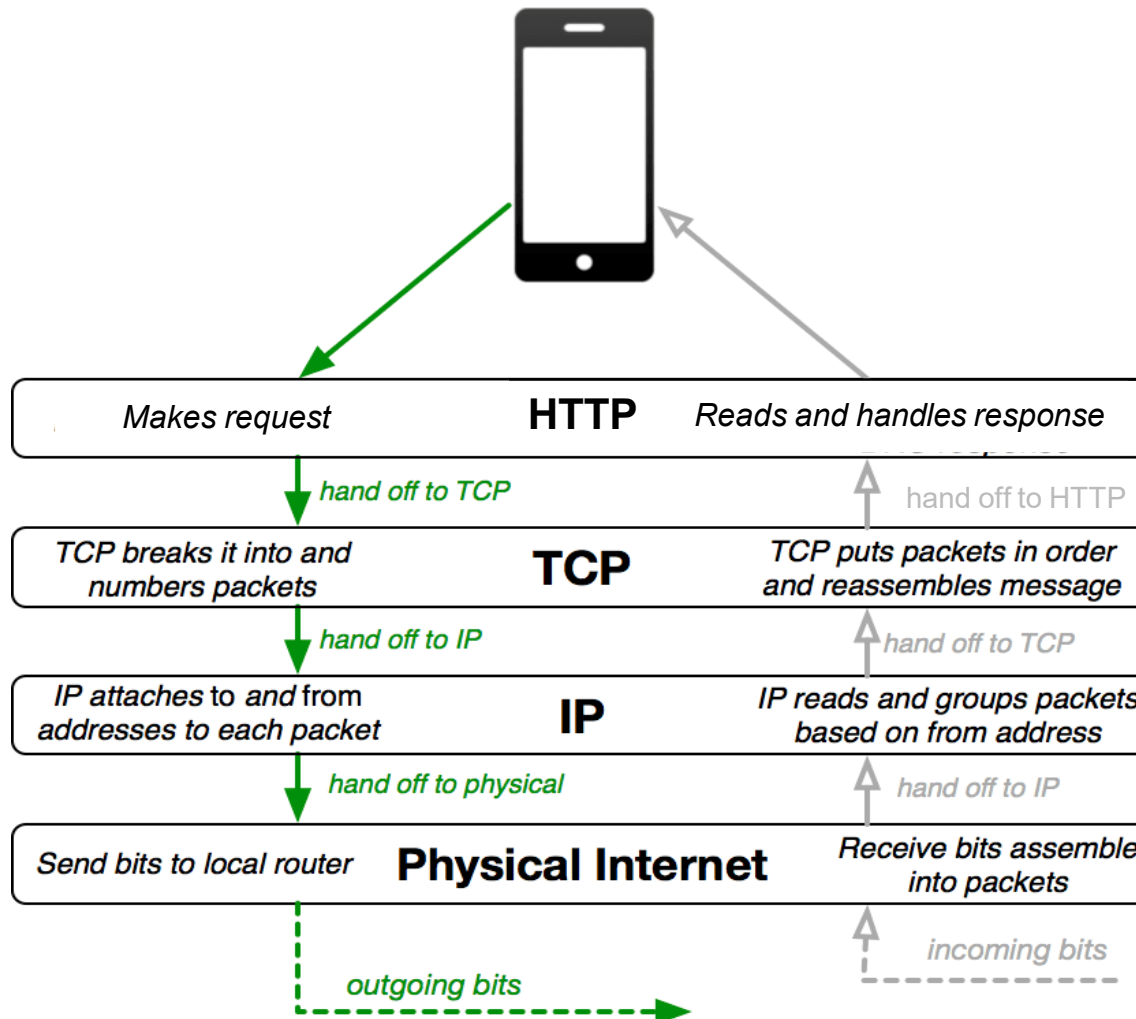 Makes request
HTTP
Reads and handles response
hand off to TCP
hand off to HTTP
TCP breaks it into and
numbers packets
TCP
TCP puts packets in order
and reassembles message
hand off to IP
hand off to TCP
IP attaches to and from
addresses to each packet
IP
IP reads and groups packets
based on from address
hand off to physical
hand off to IP
Send bits to local router
Physical Internet
Receive bits assemble
into packets
outgoing bits
incoming bits